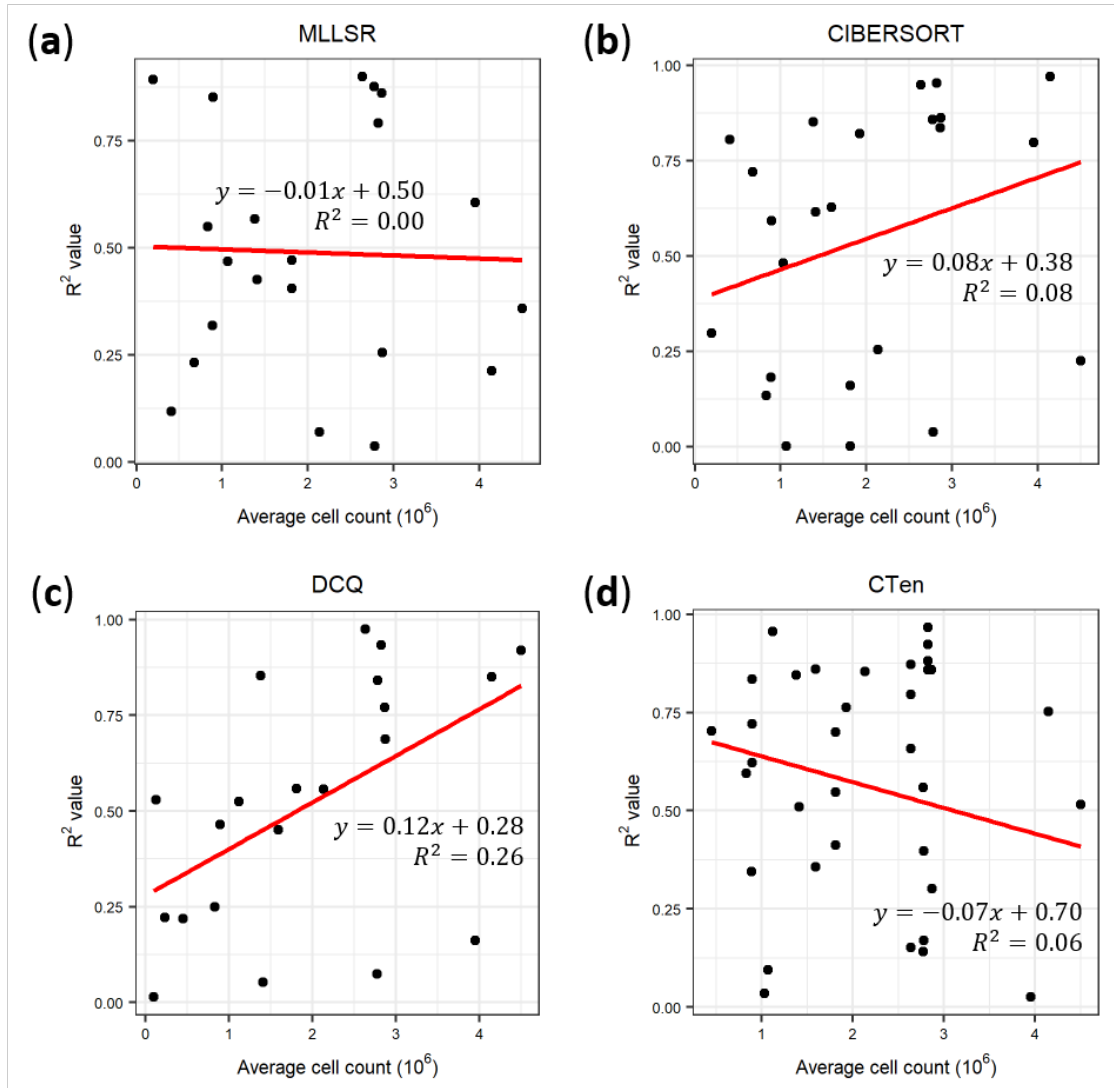 (a)
MLLSR
R² value
0.75
0.50
0.25
0.00
y = −0.01x + 0.50
R² = 0.00
0 1 2 3 4
Average cell count (10⁶)
(b)
CIBERSORT
R² value
1.00
0.75
0.50
0.25
0.00
y = 0.08x + 0.38
R² = 0.08
0 1 2 3 4
Average cell count (10⁶)
(c)
DCQ
R² value
1.00
0.75
0.50
0.25
0.00
y = 0.12x + 0.28
R² = 0.26
0 1 2 3 4
Average cell count (10⁶)
(d)
CTen
R² value
1.00
0.75
0.50
0.25
0.00
y = −0.07x + 0.70
R² = 0.06
1 2 3 4
Average cell count (10⁶)